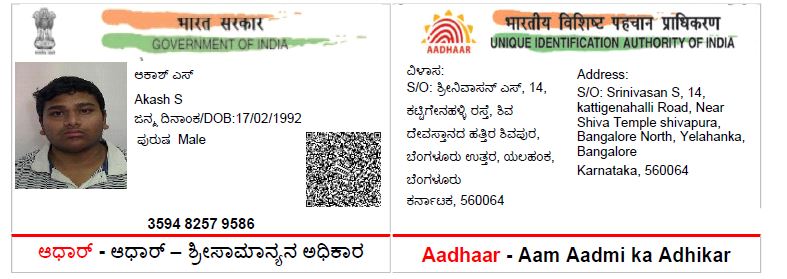 भारत सरकार
GOVERNMENT OF INDIA
ಆಕಾಶ್ ಎಸ್
Akash S
ಜನ್ಮ ದಿನಾಂಕ/DOB:17/02/1992
ಪುರುಷ Male
3594 8257 9586
ಆಧಾರ್ - ಆಧಾರ್ – ಶ್ರೀಸಾಮಾನ್ಯನ ಅಧಿಕಾರ
भारतीय विशिष्ट पहचान प्राधिकरण
AADHAAR
UNIQUE IDENTIFICATION AUTHORITY OF INDIA
ವಿಳಾಸ:
S/O: ಶ್ರೀನಿವಾಸನ್ ಎಸ್, 14,
ಕಟ್ಟಿಗೇನಹಳ್ಳಿ ರಸ್ತೆ, ಶಿವ
ದೇವಸ್ತಾನದ ಹತ್ತಿರ ಶಿವಪುರ,
ಬೆಂಗಳೂರು ಉತ್ತರ, ಯಲಹಂಕ,
ಬೆಂಗಳೂರು
ಕರ್ನಾಟಕ, 560064
Address:
S/O: Srinivasan S, 14,
kattigenahalli Road, Near
Shiva Temple shivapura,
Bangalore North, Yelahanka,
Bangalore
Karnataka, 560064
Aadhaar - Aam Aadmi ka Adhikar